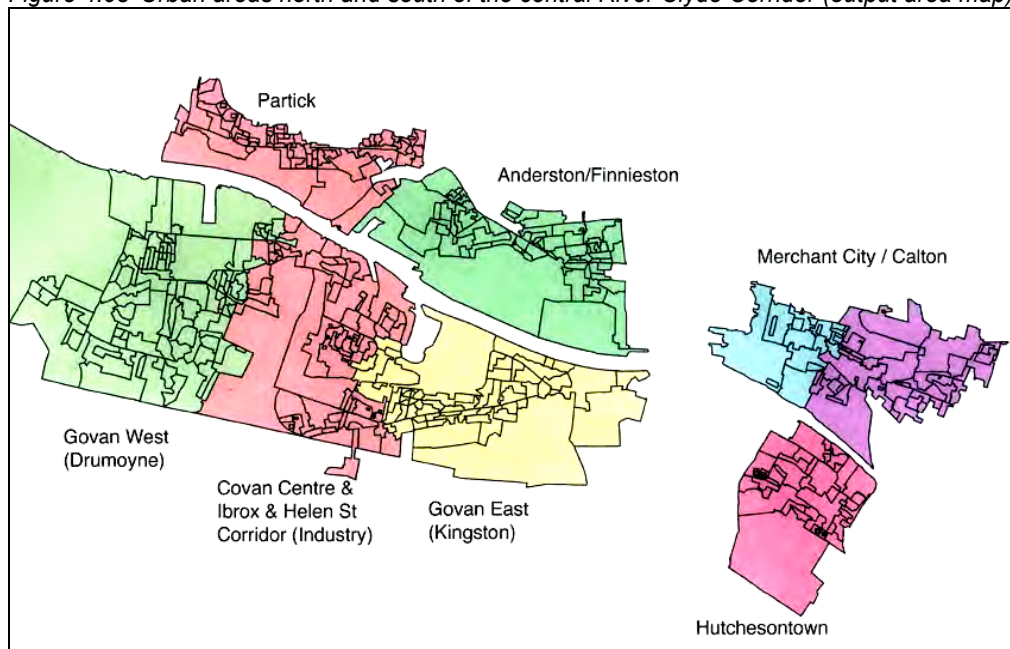 Figure 4.03 Urban areas north and south of the central River Clyde Corridor (output area map)
Partick
Anderston/Finnieston
Merchant City / Calton
Govan West
(Drumoyne)
Covan Centre &
Ibrox & Helen St
Corridor (Industry)
Govan East
(Kingston)
Hutchesontown